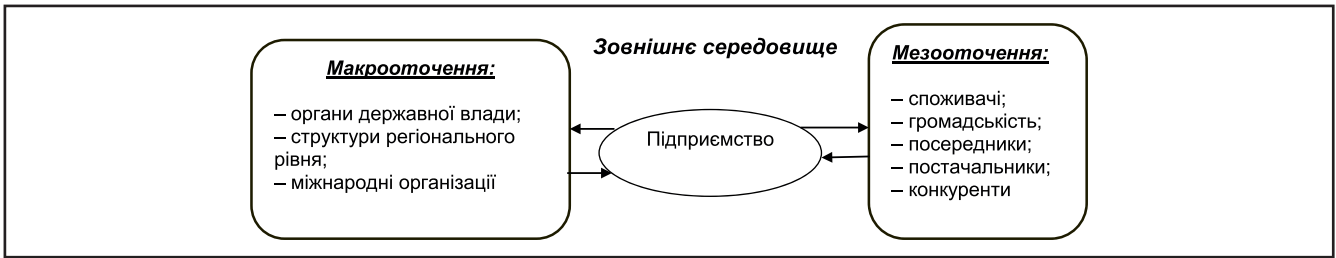 Зовнішнє середовище
Макрооточення:
– органи державної влади;
– структури регіонального
рівня;
– міжнародні організації
Підприємство
Мезооточення:
– споживачі;
– громадськість;
– посередники;
– постачальники;
– конкуренти